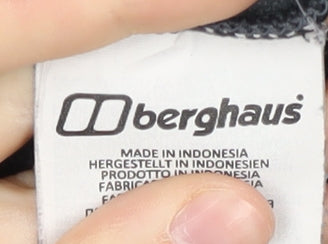 berghaus
MADE IN INDONESIA
HERGESTELLT IN INDONESIEN
PRODOTTO IN INDONESIA